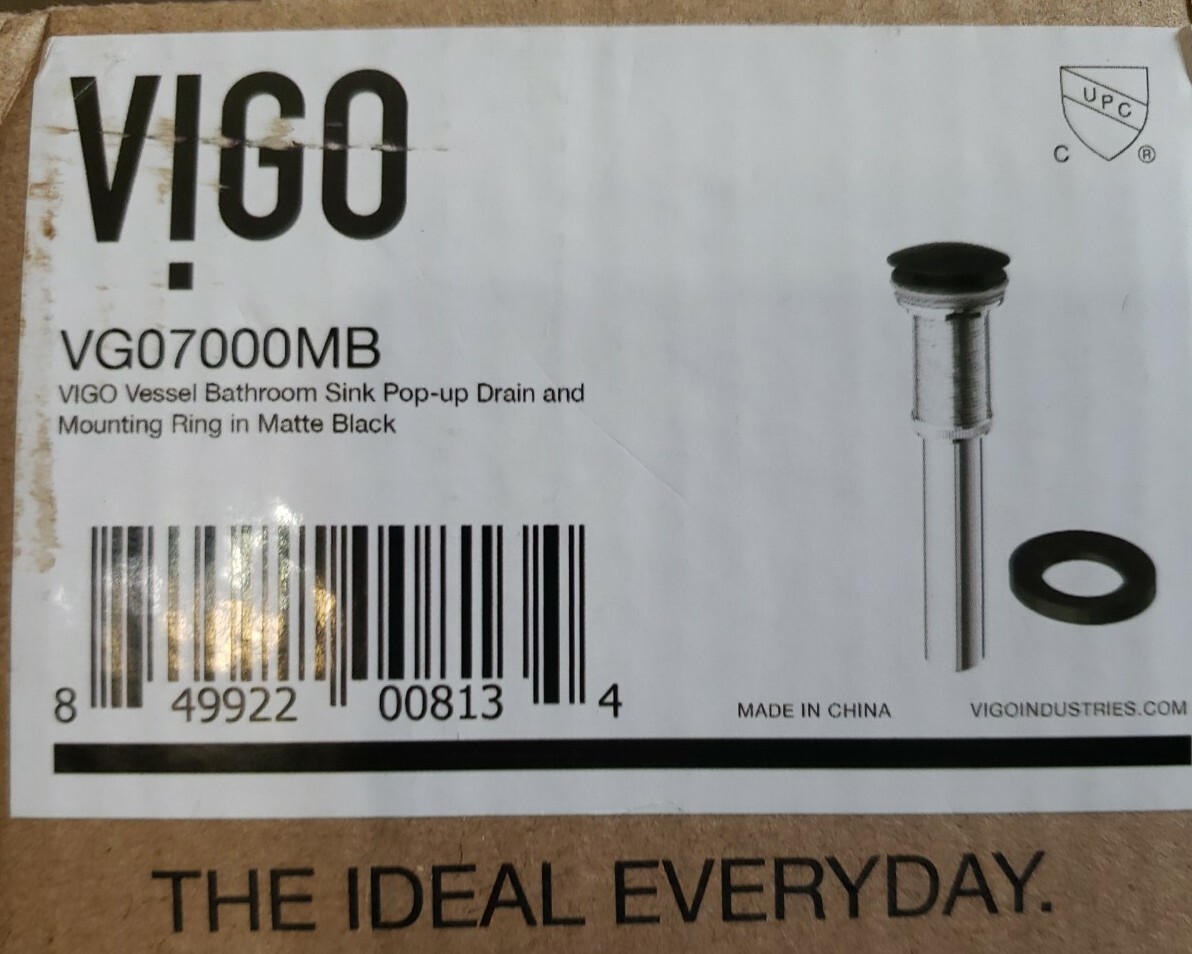 VIGO
UPC
C ®
VG07000MB
VIGO Vessel Bathroom Sink Pop-up Drain and
Mounting Ring in Matte Black
8 49922 00813 4
MADE IN CHINA
VIGOINDUSTRIES.COM
THE IDEAL EVERYDAY.